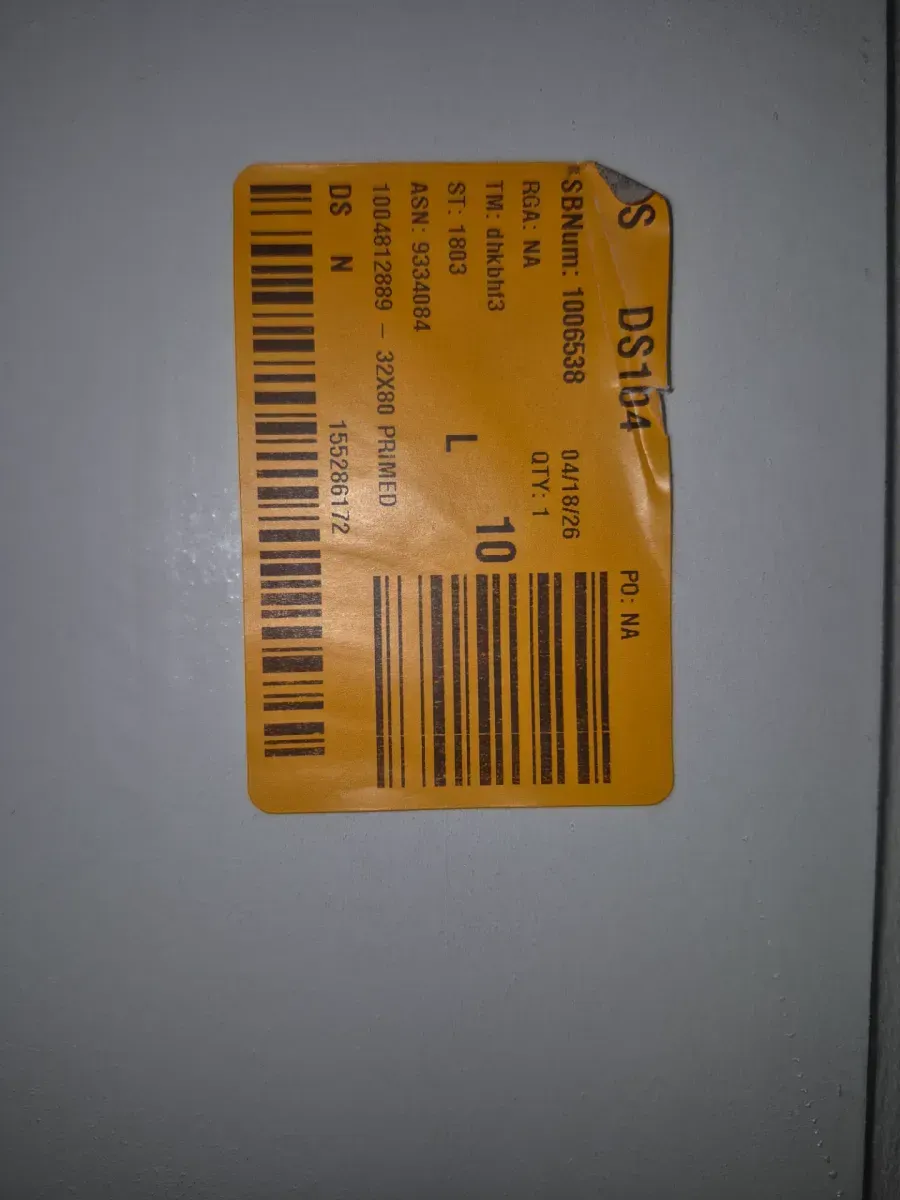 S DS104 PO: NA
SBNum: 1006538 04/18/26
RGA: NA QTY: 1
TM: dhkbhf3 10
ST: 1803 L
ASN: 9334084
1004812889 - 32X80 PRIMED
DS N 155286172